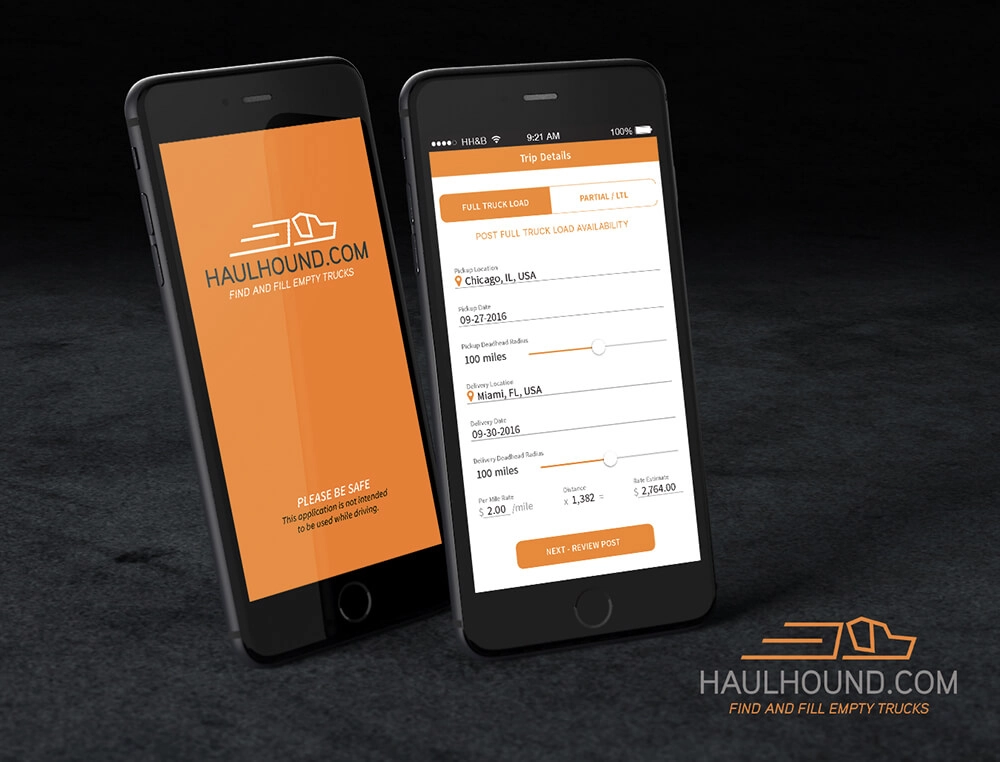 HAULHOUND.COM
FIND AND FILL EMPTY TRUCKS
PLEASE BE SAFE
This application is not intended
to be used while driving.
HH&B 9:21 AM 100%
Trip Details
FULL TRUCK LOAD PARTIAL / LTL
POST FULL TRUCK LOAD AVAILABILITY
Pickup Location
Chicago, IL, USA
Pickup Date
09-27-2016
Pickup Deadhead Radius
100 miles
Delivery Location
Miami, FL, USA
Delivery Date
09-30-2016
Delivery Deadhead Radius
100 miles
Per Mile Rate Distance Rate Estimate
$ 2.00 /mile x 1,382 = $ 2,764.00
NEXT - REVIEW POST
HAULHOUND.COM
FIND AND FILL EMPTY TRUCKS